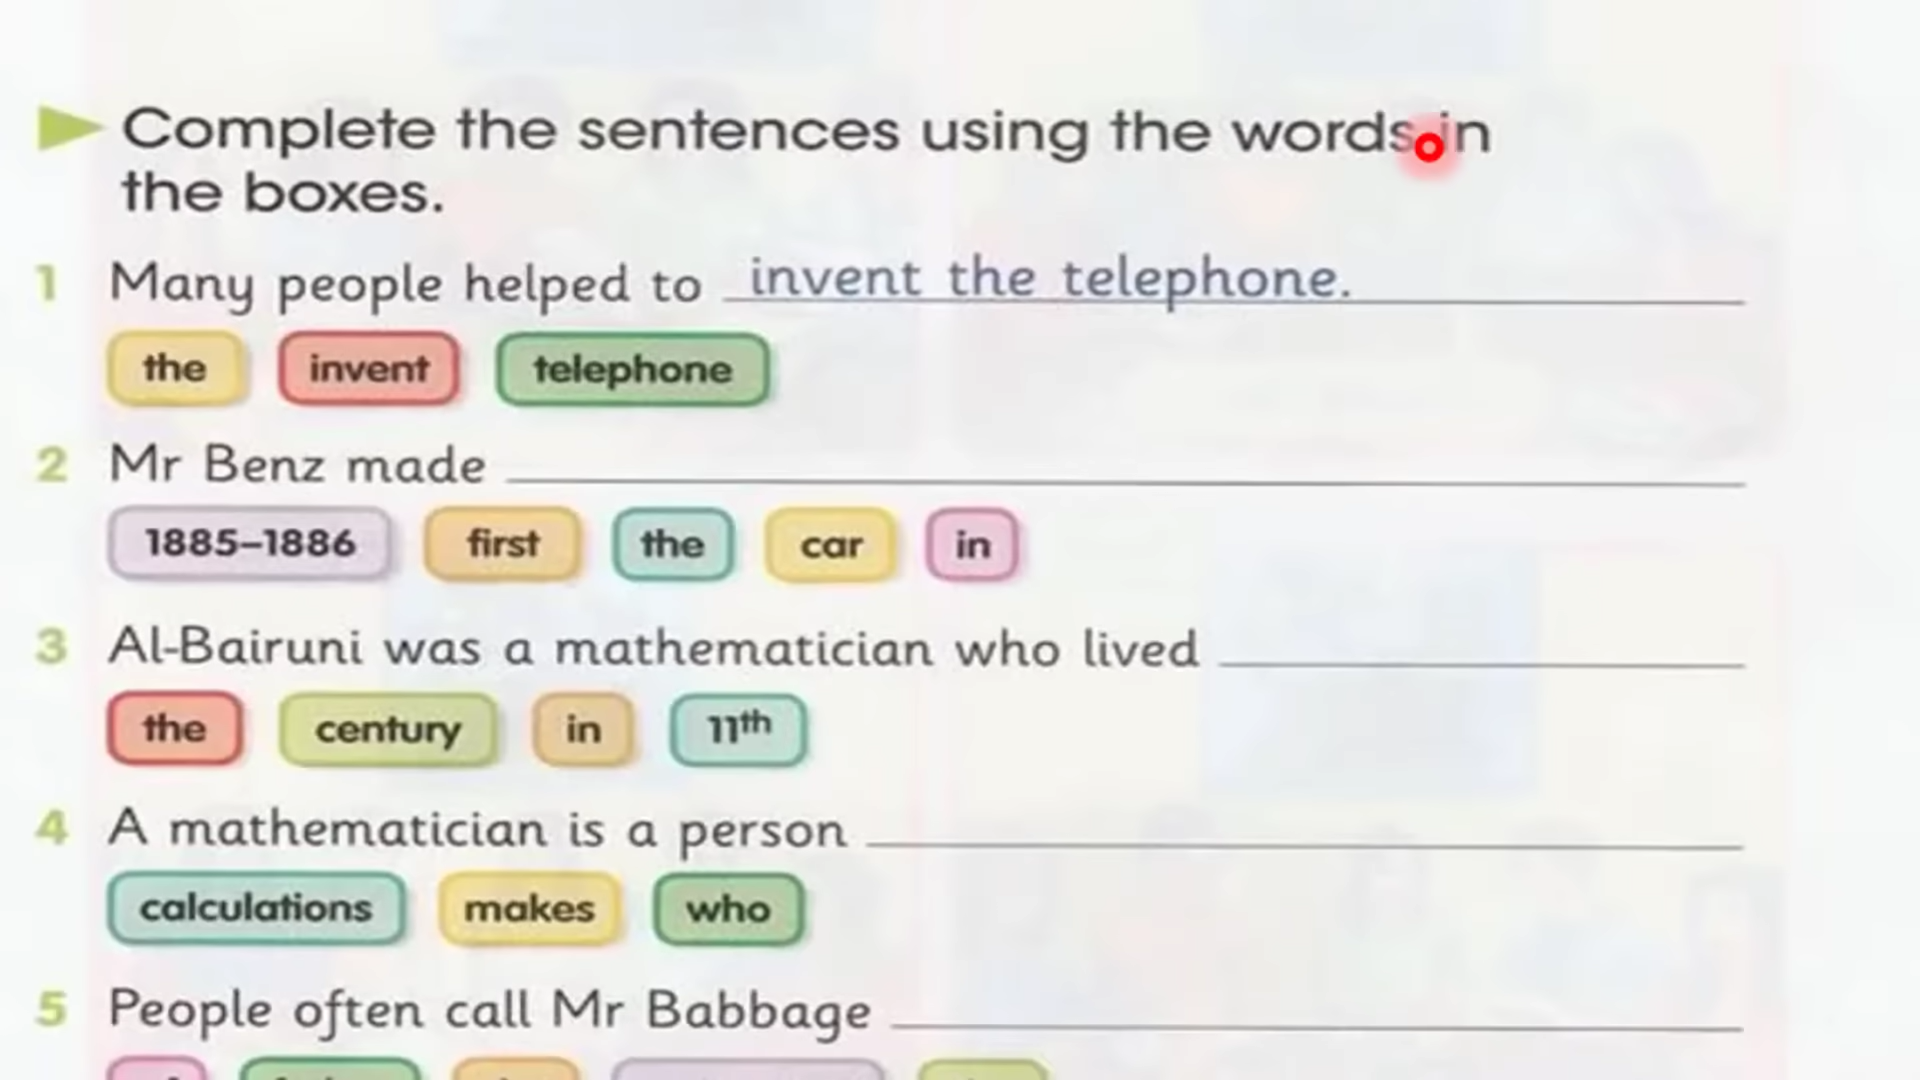 Complete the sentences using the words in
the boxes.
1 Many people helped to invent the telephone.
the invent telephone
2 Mr Benz made
1885–1886 first the car in
3 Al-Bairuni was a mathematician who lived
the century in 11th
4 A mathematician is a person
calculations makes who
5 People often call Mr Babbage